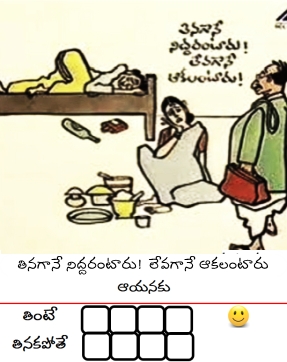 తినగానే
నిద్దరంటారు!
లేవగానే
ఆకలంటారు!
తినగానే నిద్దరంటారు! లేవగానే ఆకలంటారు
ఆయనకు
తింటే
తినకపోతే